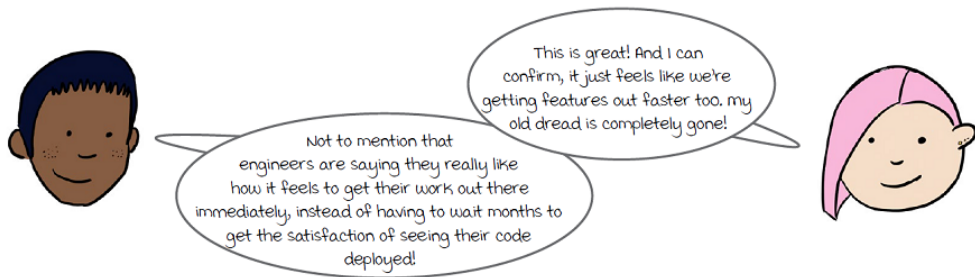 This is great! And I can
confirm, it just feels like we're
getting features out faster too. my
old dread is completely gone!
Not to mention that
engineers are saying they really like
how it feels to get their work out there
immediately, instead of having to wait months to
get the satisfaction of seeing their code
deployed!